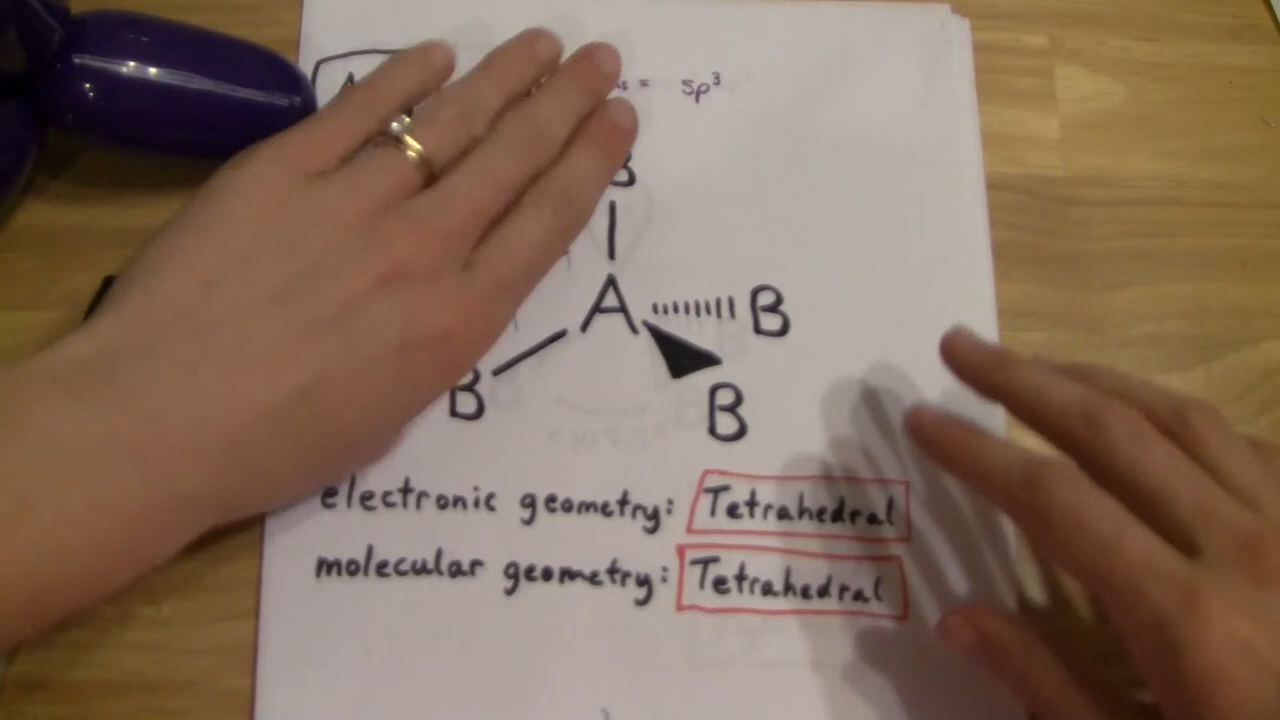 = sp³
B
A B
B B
electronic geometry: Tetrahedral
molecular geometry: Tetrahedral